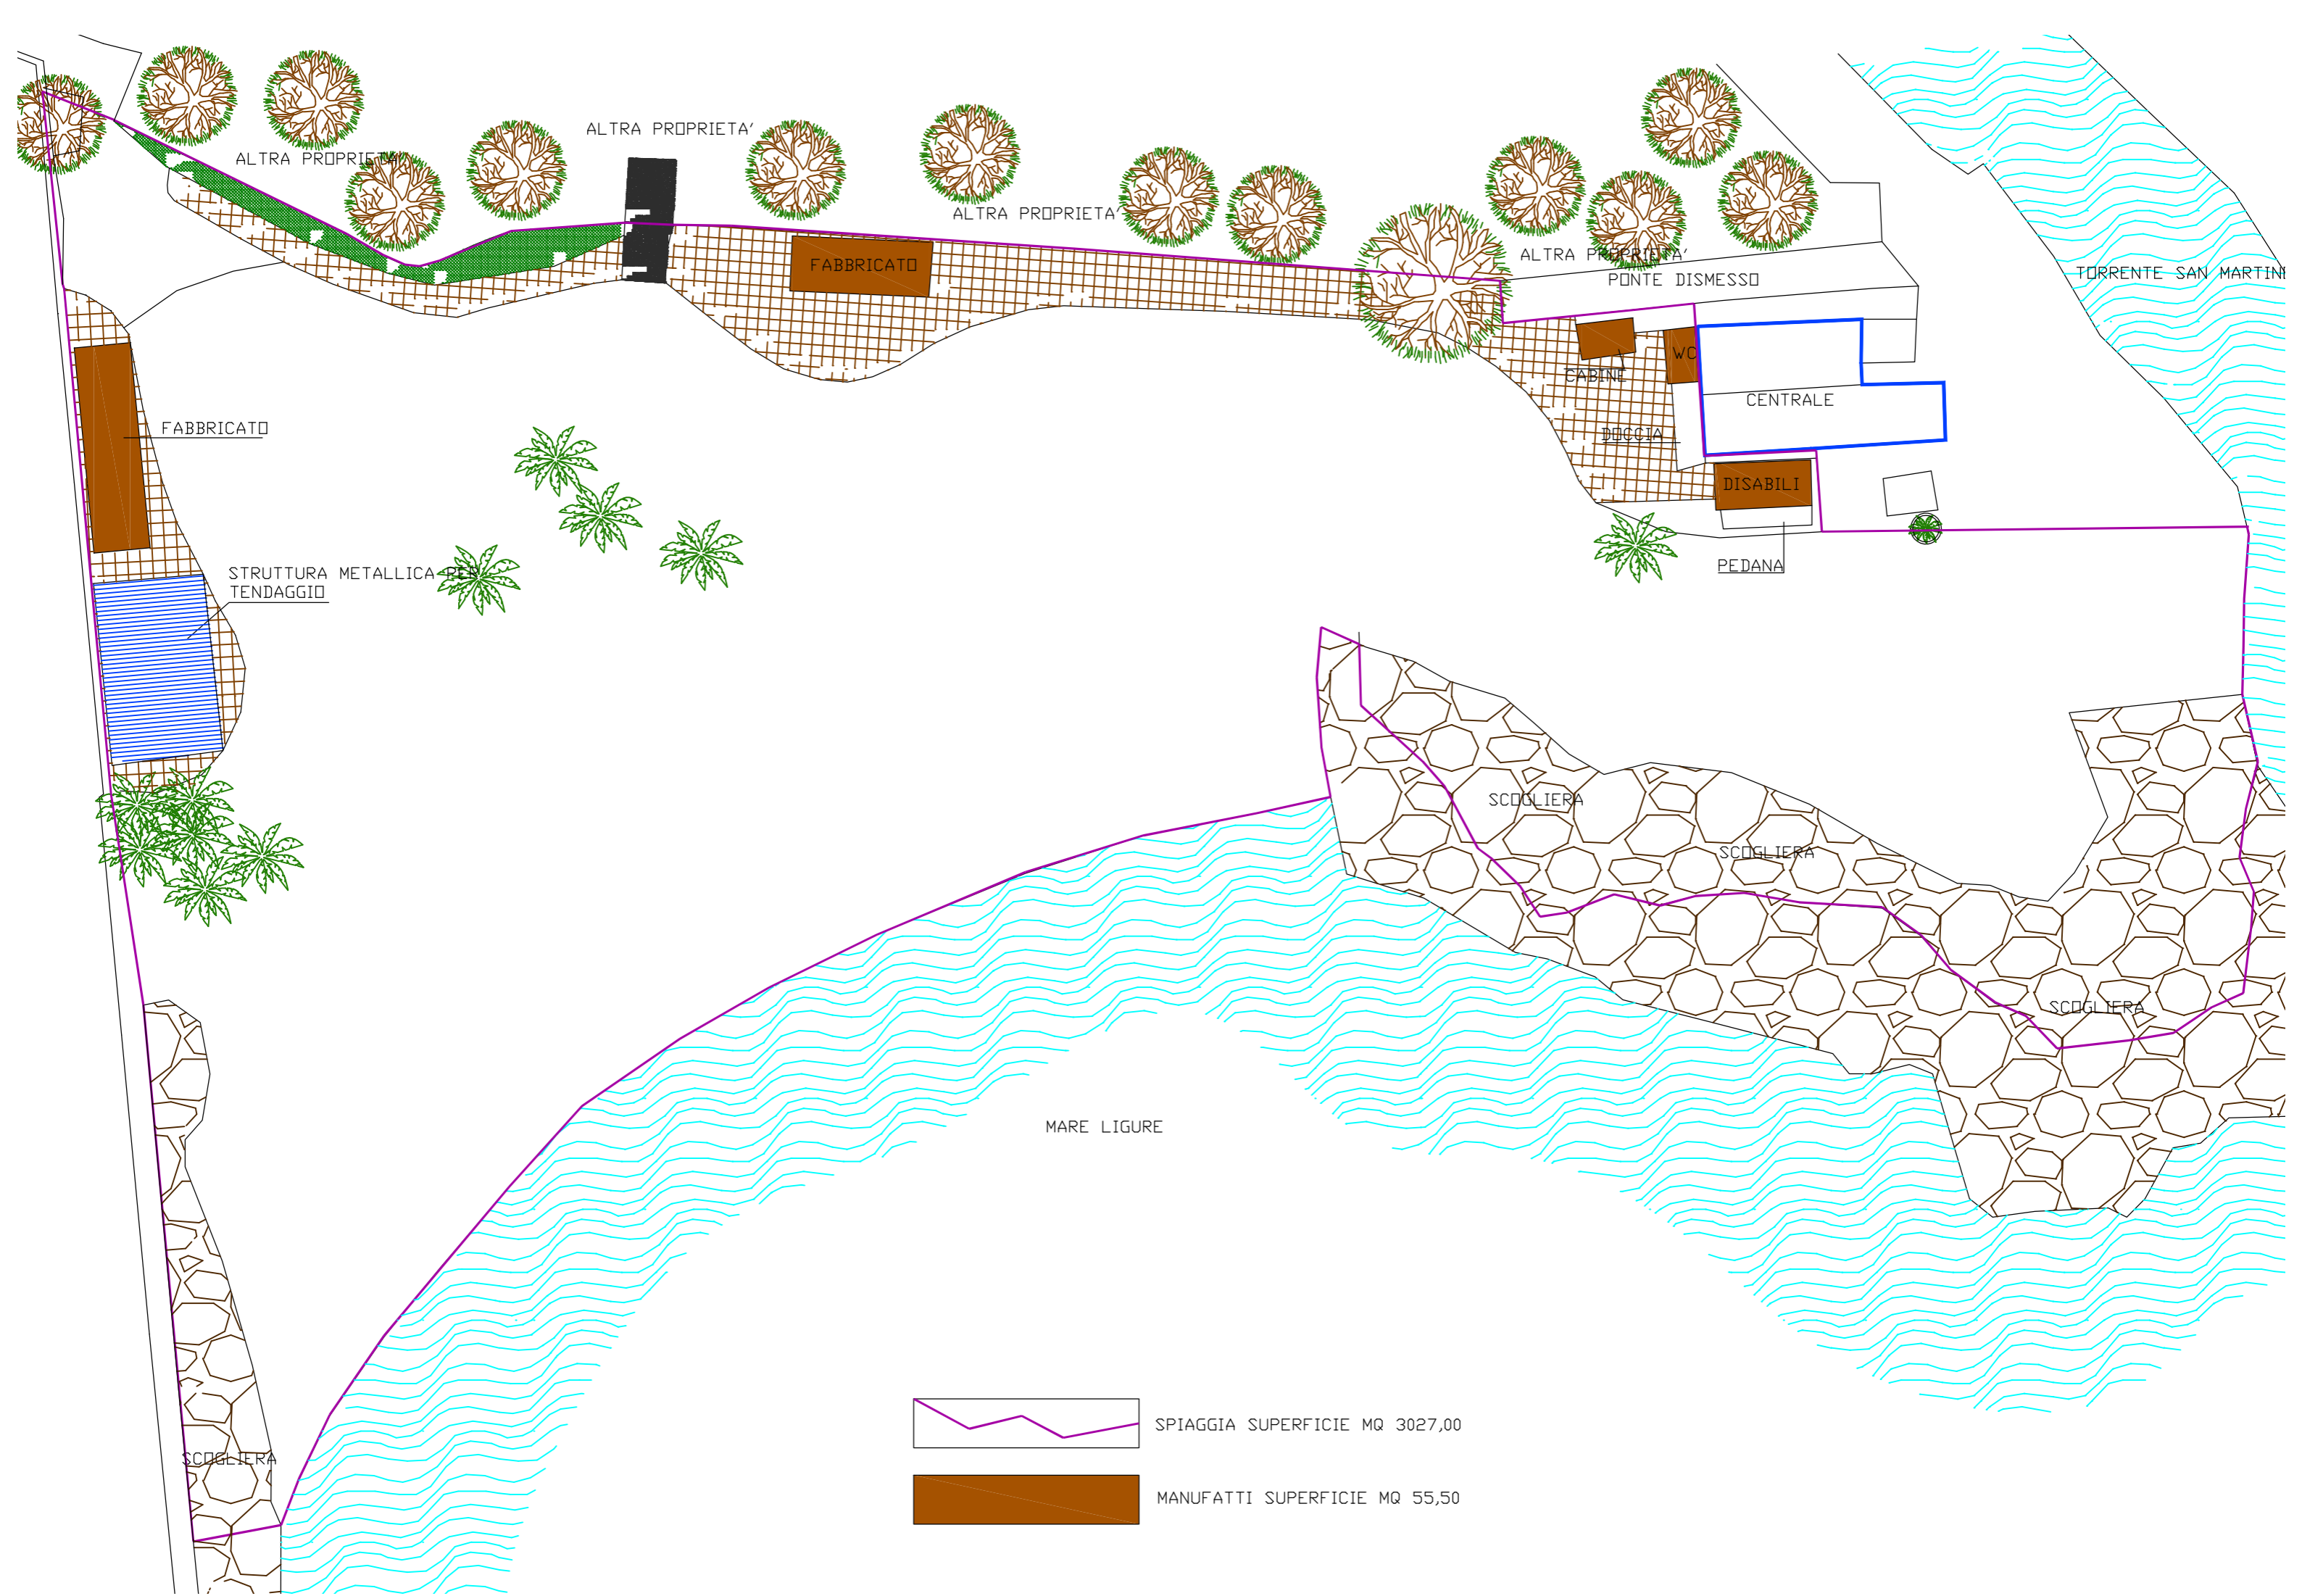 ALTRA PROPRIETA'
ALTRA PROPRIETA'
ALTRA PROPRIETA'
ALTRA PROPRIETA'
PONTE DISMESSO
TORRENTE SAN MARTIN
FABBRICATO
WC
CABINE
CENTRALE
DOCCIA
DISABILI
PEDANA
FABBRICATO
STRUTTURA METALLICA PER
TENDAGGIO
SCOGLIERA
SCOGLIERA
SCOGLIERA
MARE LIGURE
SCOGLIERA
SPIAGGIA SUPERFICIE MQ 3027,00
MANUFATTI SUPERFICIE MQ 55,50